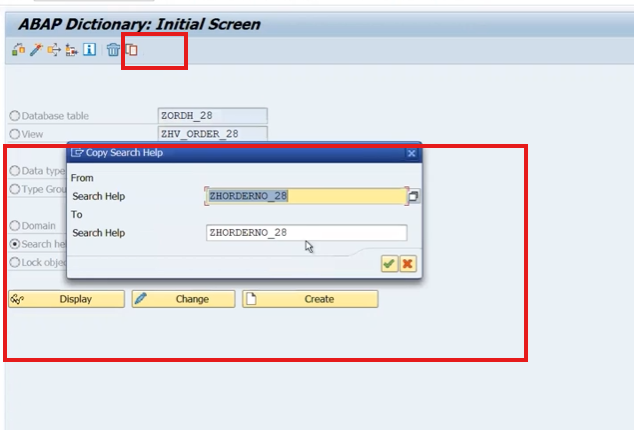 ABAP Dictionary: Initial Screen
Database table ZORDH_28
View ZHV_ORDER_28
Copy Search Help
Data type
From
Type Grou
Search Help ZHORDERNO_28
To
Domain
Search Help ZHORDERNO_28
Search he
Lock objec
Display Change Create